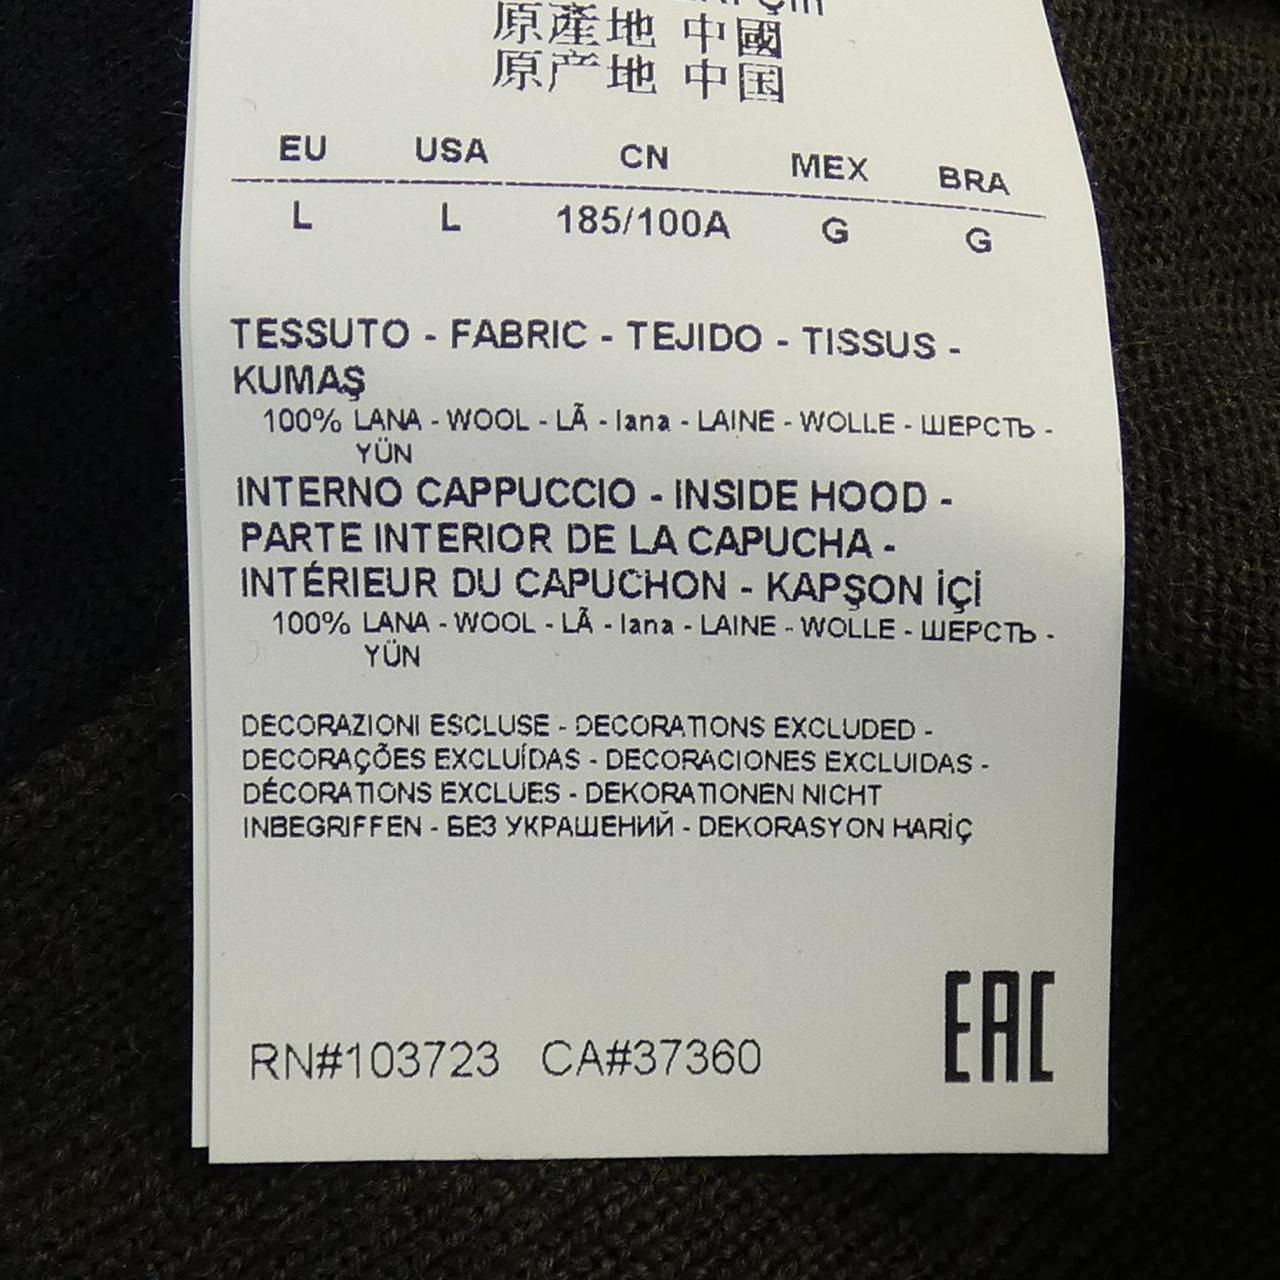 原產地 中國
原产地 中国
EU USA CN MEX BRA
L L 185/100A G G
TESSUTO - FABRIC - TEJIDO - TISSUS -
KUMAŞ
100% LANA - WOOL - LÃ - lana - LAINE - WOLLE - ШЕРСТЬ -
YÜN
INTERNO CAPPUCCIO - INSIDE HOOD -
PARTE INTERIOR DE LA CAPUCHA -
INTÉRIEUR DU CAPUCHON - KAPŞON İÇİ
100% LANA - WOOL - LÃ - lana - LAINE - WOLLE - ШЕРСТЬ -
YÜN
DECORAZIONI ESCLUSE - DECORATIONS EXCLUDED -
DECORAÇÕES EXCLUÍDAS - DECORACIONES EXCLUIDAS -
DÉCORATIONS EXCLUES - DEKORATIONEN NICHT
INBEGRIFFEN - БЕЗ УКРАШЕНИЙ - DEKORASYON HARİÇ
EAC
RN#103723 CA#37360